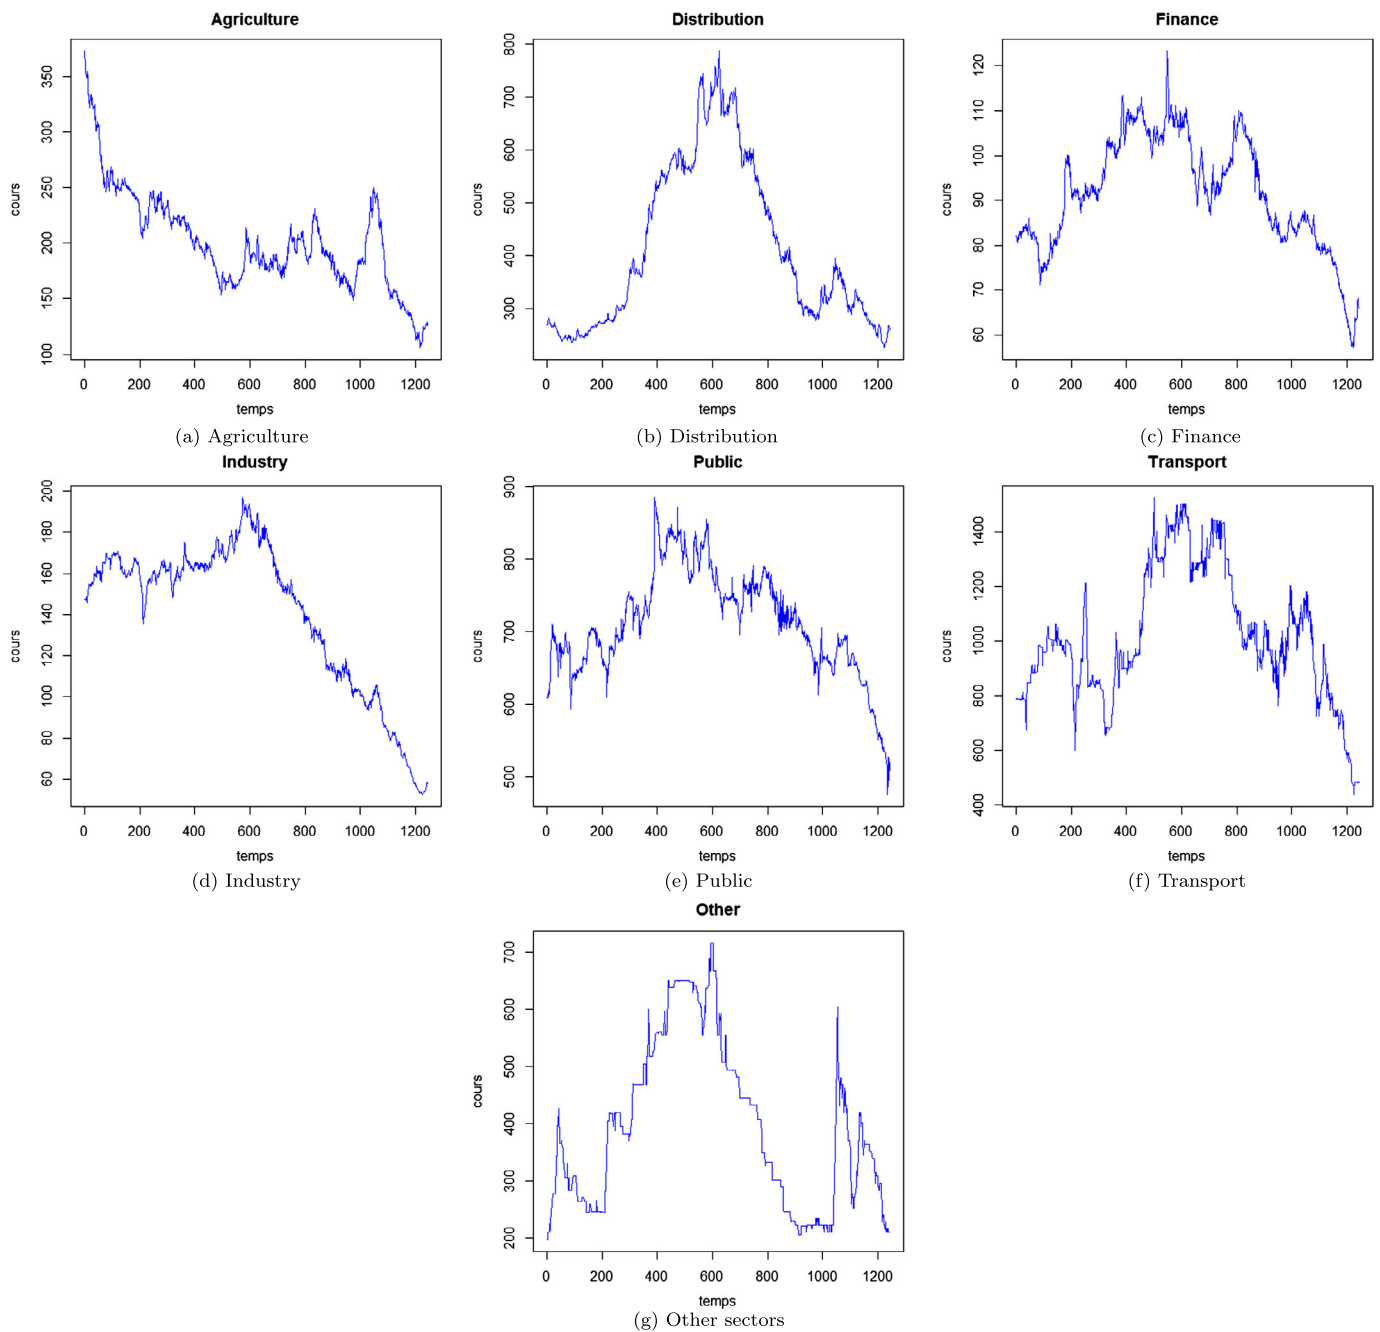 Agriculture
350
300
250
200
150
100
cours
0 200 400 600 800 1000 1200
temps
(a) Agriculture
Distribution
800
700
600
500
400
300
cours
0 200 400 600 800 1000 1200
temps
(b) Distribution
Finance
120
110
100
90
80
70
60
cours
0 200 400 600 800 1000 1200
temps
(c) Finance
Industry
200
180
160
140
120
100
80
60
cours
0 200 400 600 800 1000 1200
temps
(d) Industry
Public
900
800
700
600
500
cours
0 200 400 600 800 1000 1200
temps
(e) Public
Transport
1400
1200
1000
800
600
400
cours
0 200 400 600 800 1000 1200
temps
(f) Transport
Other
700
600
500
400
300
200
cours
0 200 400 600 800 1000 1200
temps
(g) Other sectors